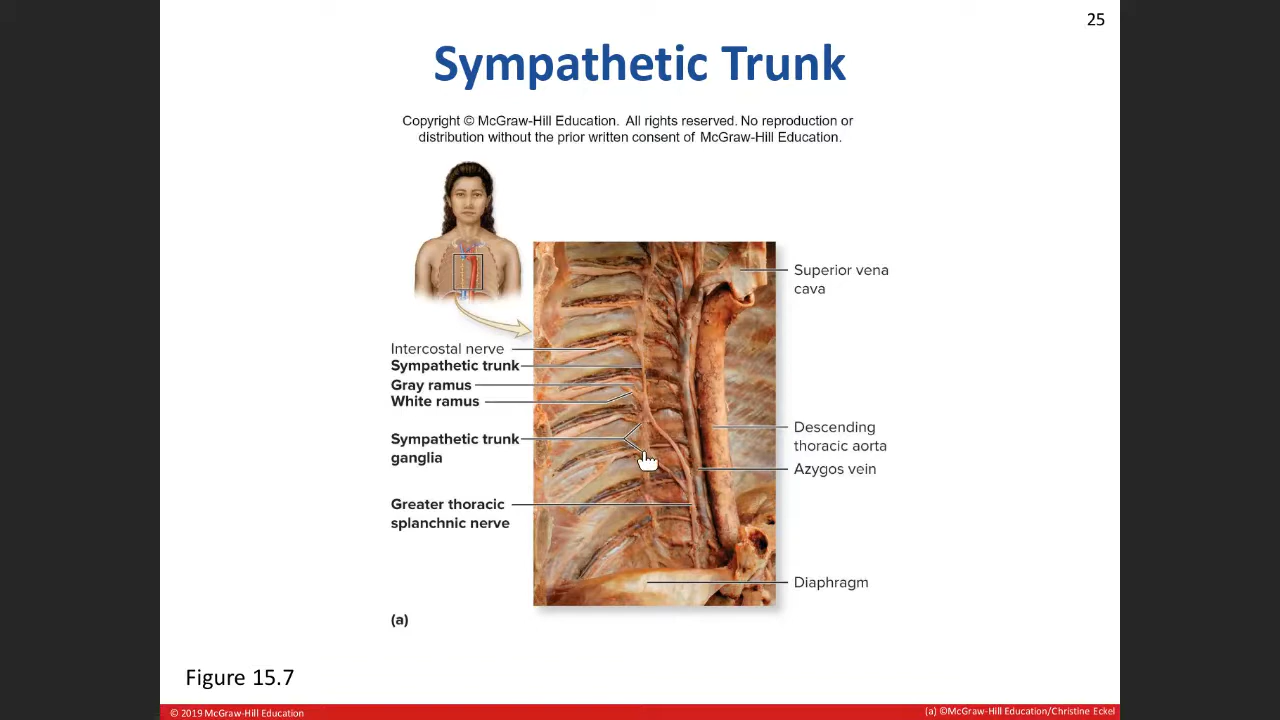 25
Sympathetic Trunk
Copyright © McGraw-Hill Education. All rights reserved. No reproduction or
distribution without the prior written consent of McGraw-Hill Education.
Intercostal nerve
Sympathetic trunk
Gray ramus
White ramus
Sympathetic trunk
ganglia
Greater thoracic
splanchnic nerve
Superior vena
cava
Descending
thoracic aorta
Azygos vein
Diaphragm
(a)
Figure 15.7
© 2019 McGraw-Hill Education
(a) ©McGraw-Hill Education/Christine Eckel